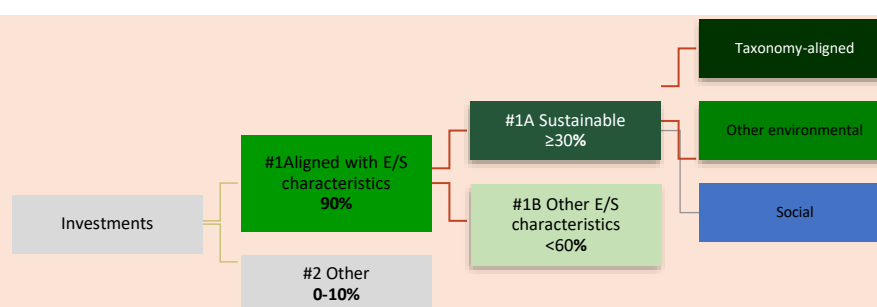 Taxonomy-aligned
#1A Sustainable
≥30%
Other environmental
#1Aligned with E/S
characteristics
90%
#1B Other E/S
characteristics
<60%
Social
Investments
#2 Other
0-10%